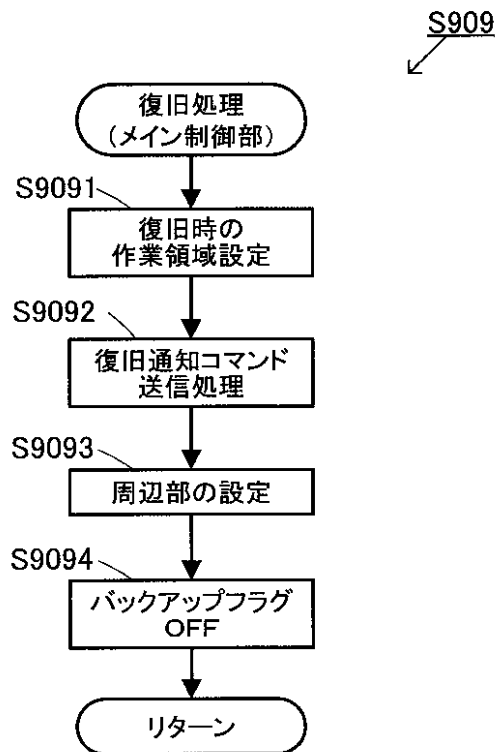 S909
復旧処理
（メイン制御部）
S9091
復旧時の
作業領域設定
S9092
復旧通知コマンド
送信処理
S9093
周辺部の設定
S9094
バックアップフラグ
OFF
リターン